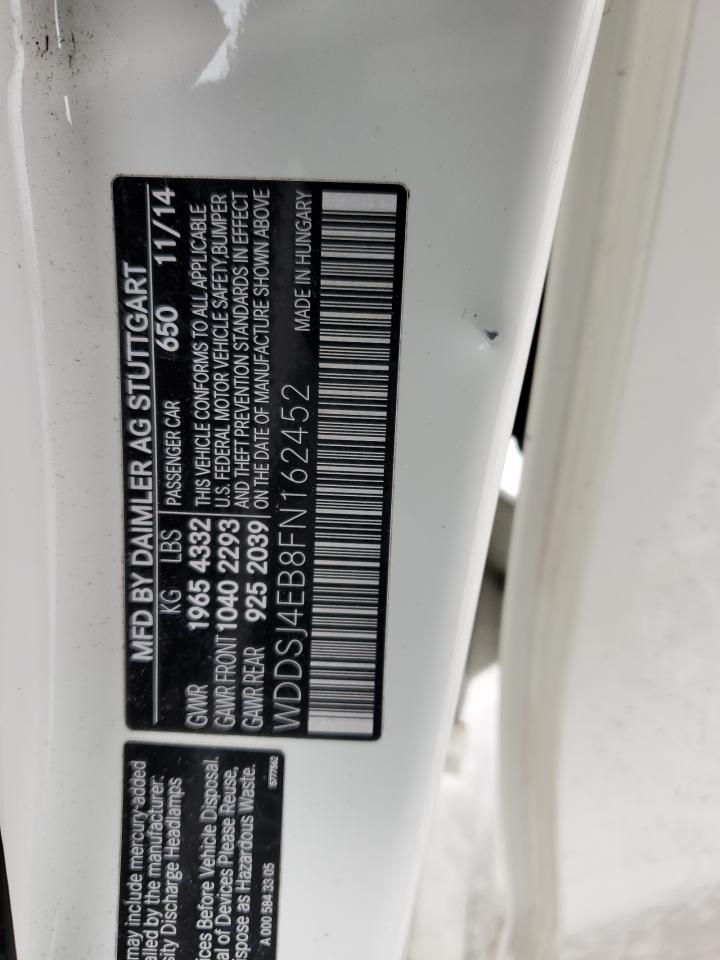 MFD BY DAIMLER AG STUTTGART
KG LBS PASSENGER CAR 650 11/14
GVWR 1965 4332 THIS VEHICLE CONFORMS TO ALL APPLICABLE
GAWR FRONT 1040 2293 U.S. FEDERAL MOTOR VEHICLE SAFETY,BUMPER
AND THEFT PREVENTION STANDARDS IN EFFECT
GAWR REAR 925 2039 ON THE DATE OF MANUFACTURE SHOWN ABOVE
WDDSJ4EB8FN162452 MADE IN HUNGARY
may include mercury-added
alled by the manufacturer.
sity Discharge Headlamps
ices Before Vehicle Disposal.
al of Devices Please Reuse,
spose as Hazardous Waste.
A 000 584 33 05 5777562